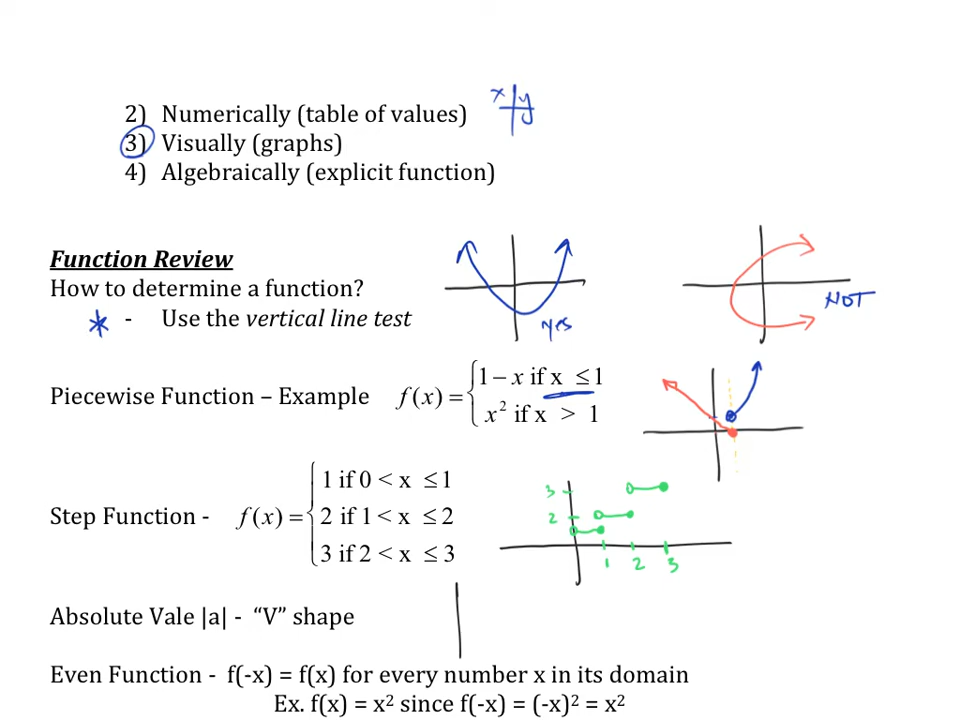 2) Numerically (table of values) x y
3) Visually (graphs)
4) Algebraically (explicit function)
Function Review
How to determine a function?
* - Use the vertical line test
yes
NOT
Piecewise Function – Example f(x) = { 1 − x if x ≤ 1
x² if x > 1
Step Function - f(x) = { 1 if 0 < x ≤ 1
2 if 1 < x ≤ 2
3 if 2 < x ≤ 3
3
2
1 2 3
Absolute Vale |a| - “V” shape
Even Function - f(-x) = f(x) for every number x in its domain
Ex. f(x) = x² since f(-x) = (-x)² = x²